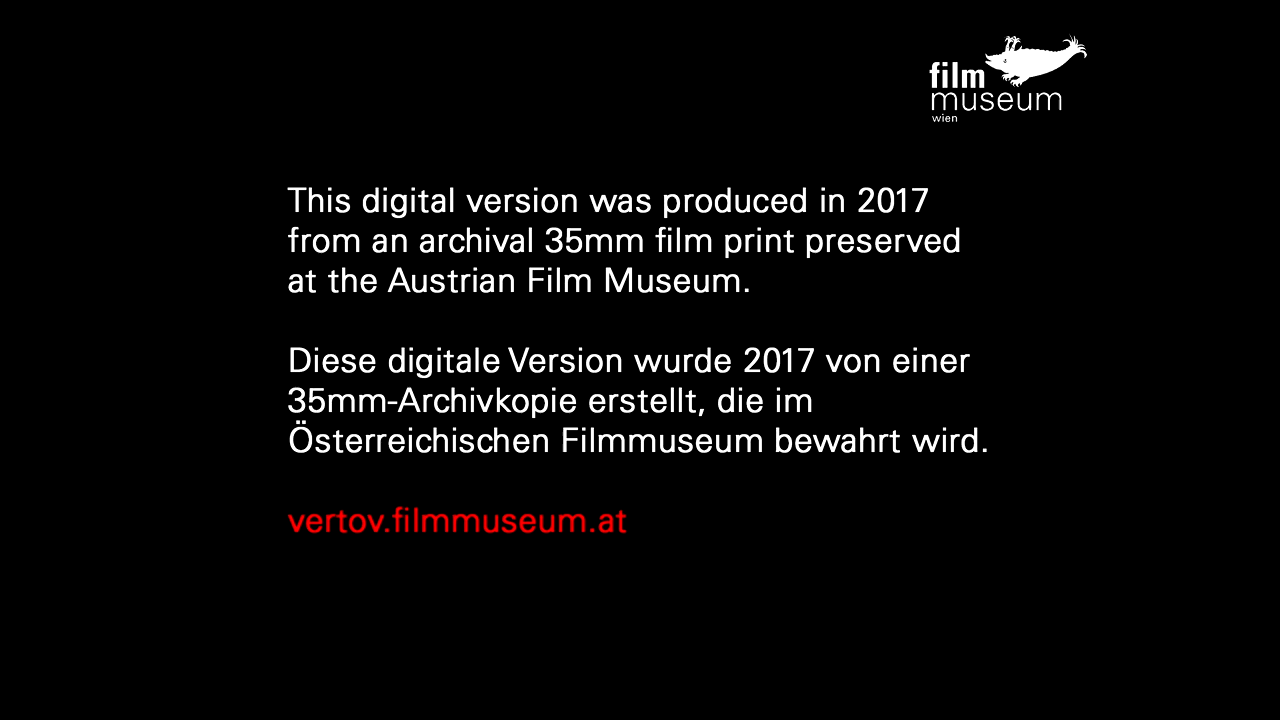 film
museum
wien
This digital version was produced in 2017
from an archival 35mm film print preserved
at the Austrian Film Museum.
Diese digitale Version wurde 2017 von einer
35mm-Archivkopie erstellt, die im
Österreichischen Filmmuseum bewahrt wird.
vertov.filmmuseum.at